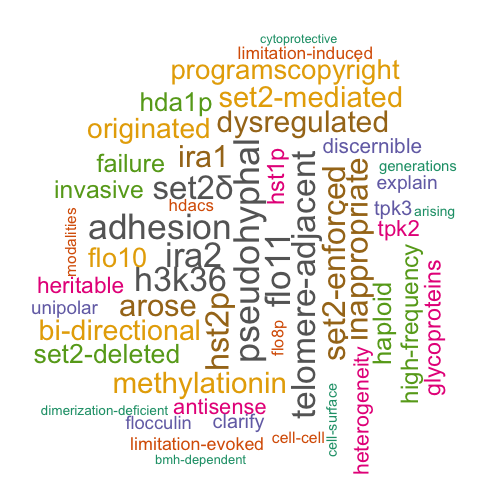 cytoprotective
limitation-induced
programscopyright
hda1p
set2-mediated
originated
dysregulated
failure
ira1
discernible
invasive
set2δ
hst1p
generations
explain
hdacs
tpk3
arising
adhesion
pseudohyphal
telomere-adjacent
inappropriate
tpk2
modalities
flo10
ira2
flo11
set2-enforced
heritable
h3k36
haploid
high-frequency
glycoproteins
unipolar
arose
hst2p
flo8p
bi-directional
set2-deleted
heterogeneity
methylationin
dimerization-deficient
antisense
flocculin
clarify
cell-surface
limitation-evoked
cell-cell
bmh-dependent